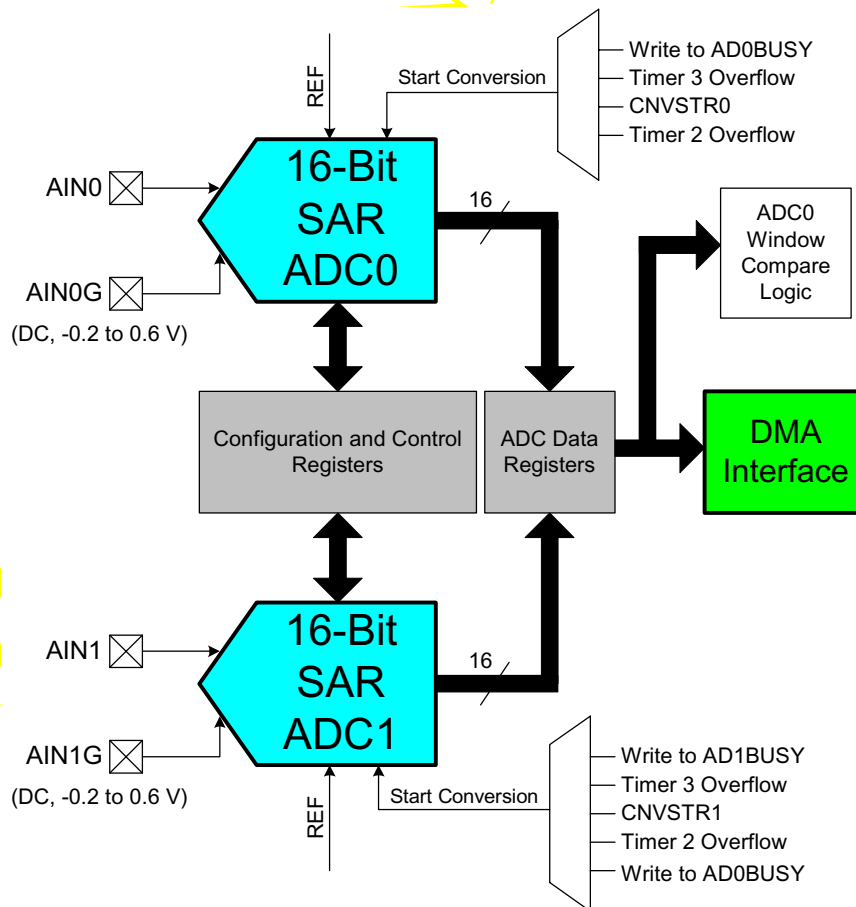 Write to AD0BUSY
Timer 3 Overflow
CNVSTR0
Timer 2 Overflow
Start Conversion
REF
16-Bit
SAR
ADC0
AIN0
AIN0G
(DC, -0.2 to 0.6 V)
16
ADC0
Window
Compare
Logic
Configuration and Control
Registers
ADC Data
Registers
DMA
Interface
16-Bit
SAR
ADC1
AIN1
AIN1G
(DC, -0.2 to 0.6 V)
16
REF
Start Conversion
Write to AD1BUSY
Timer 3 Overflow
CNVSTR1
Timer 2 Overflow
Write to AD0BUSY